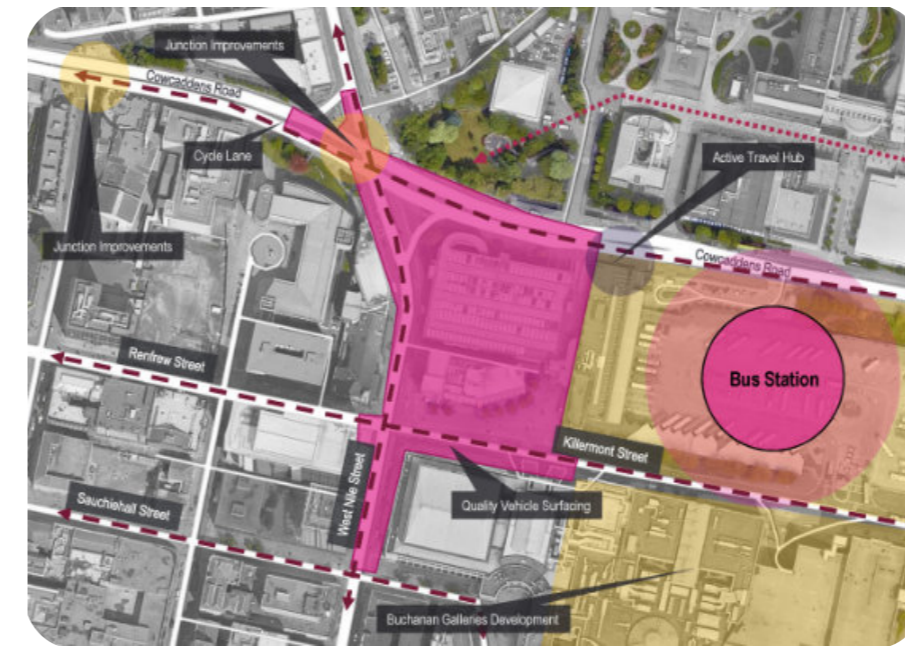 Junction Improvements
Cowcaddens Road
Cycle Lane
Active Travel Hub
Junction Improvements
Cowcaddens Road
Renfrew Street
Bus Station
Killermont Street
West Nile Street
Sauchiehall Street
Quality Vehicle Surfacing
Buchanan Galleries Development